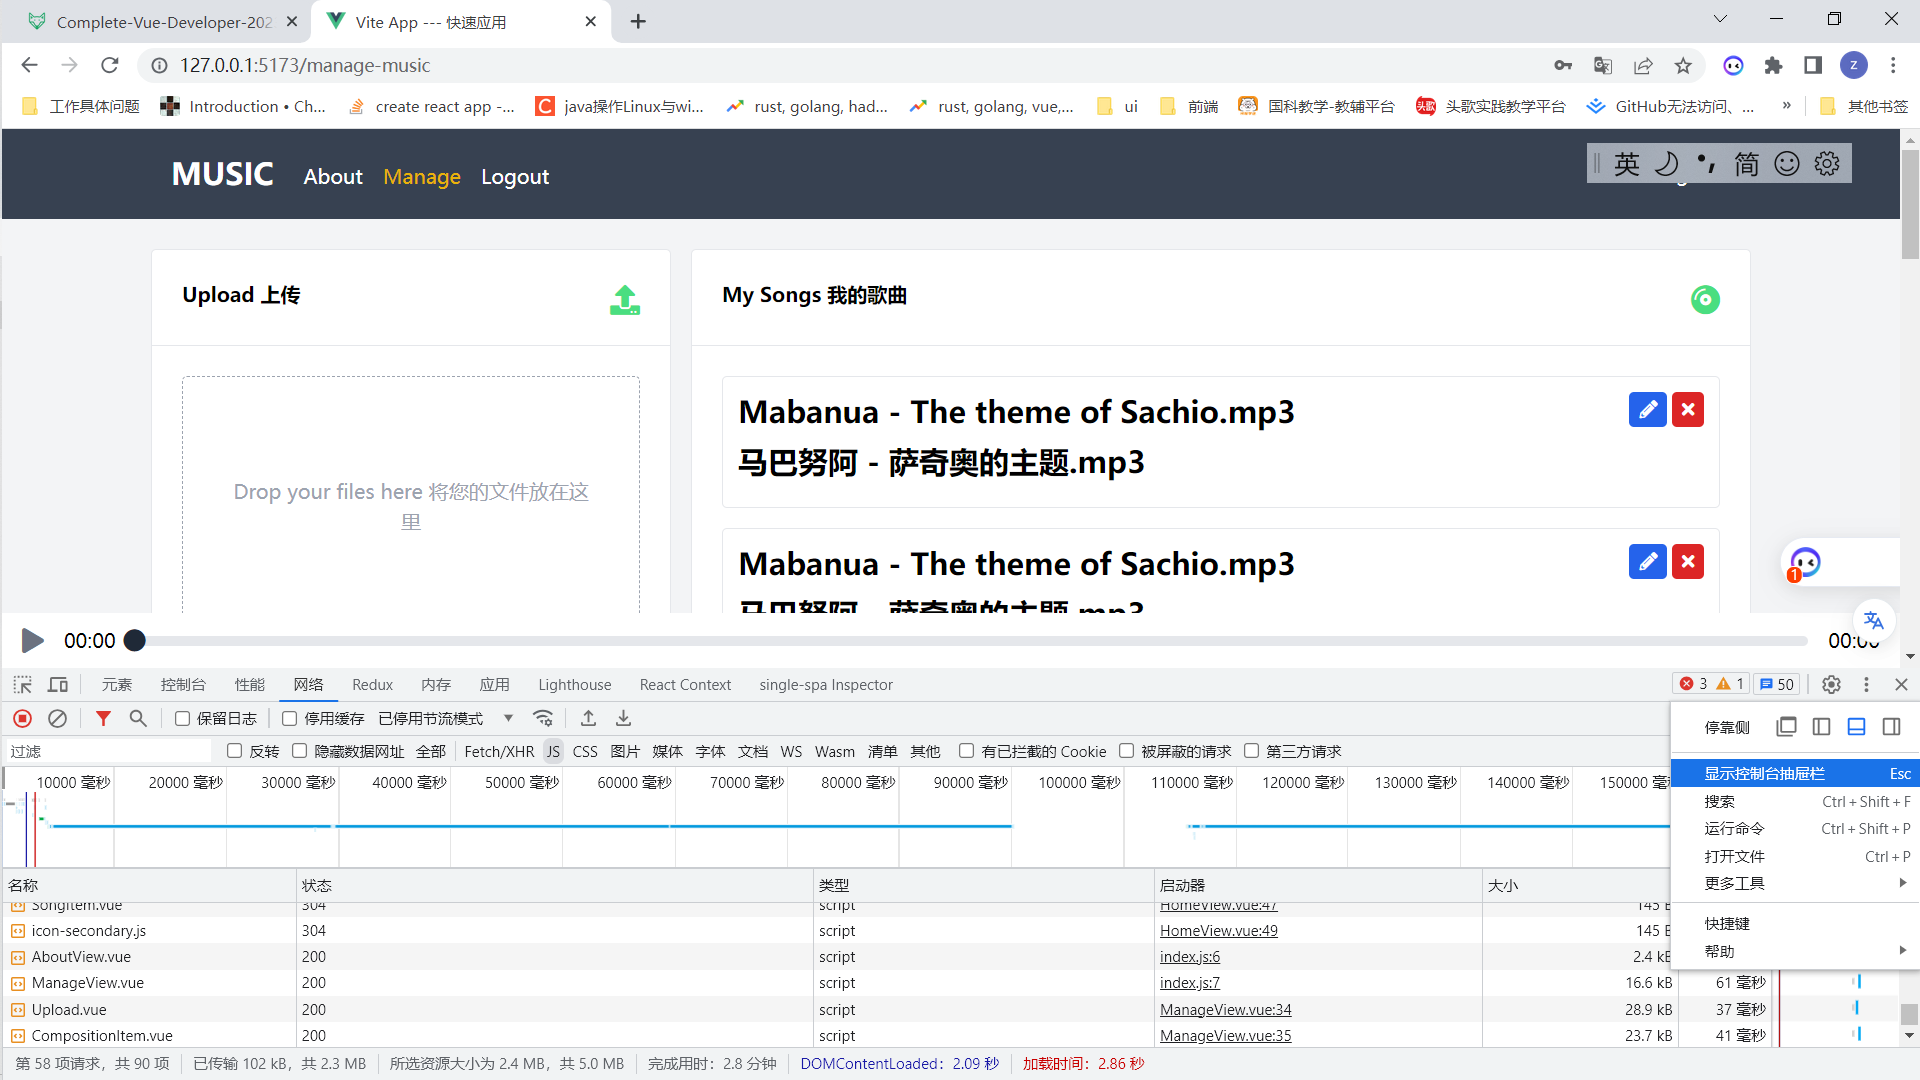 Complete-Vue-Developer-202
Vite App --- 快速应用
127.0.0.1:5173/manage-music
工作具体问题
Introduction • Ch...
create react app -...
java操作Linux与wi...
rust, golang, had...
rust, golang, vue,...
ui
前端
国科教学-教辅平台
头歌实践教学平台
GitHub无法访问、...
»
其他书签
MUSIC
About
Manage
Logout
英
简
Upload 上传
My Songs 我的歌曲
Drop your files here 将您的文件放在这
里
Mabanua - The theme of Sachio.mp3
马巴努阿 - 萨奇奥的主题.mp3
Mabanua - The theme of Sachio.mp3
马巴努阿 - 萨奇奥的主题.mp3
1
00:00
00:00
元素
控制台
性能
网络
Redux
内存
应用
Lighthouse
React Context
single-spa Inspector
3
1
50
保留日志
停用缓存
已停用节流模式
停靠侧
过滤
反转
隐藏数据网址
全部
Fetch/XHR
JS
CSS
图片
媒体
字体
文档
WS
Wasm
清单
其他
有已拦截的 Cookie
被屏蔽的请求
第三方请求
显示控制台抽屉栏 Esc
搜索 Ctrl + Shift + F
运行命令 Ctrl + Shift + P
打开文件 Ctrl + P
更多工具
快捷键
帮助
10000 毫秒
20000 毫秒
30000 毫秒
40000 毫秒
50000 毫秒
60000 毫秒
70000 毫秒
80000 毫秒
90000 毫秒
100000 毫秒
110000 毫秒
120000 毫秒
130000 毫秒
140000 毫秒
150000 毫秒
名称 状态 类型 启动器 大小
SongItem.vue 304 script HomeView.vue:47 145 B
icon-secondary.js 304 script HomeView.vue:49 145 B
AboutView.vue 200 script index.js:6 2.4 kB
ManageView.vue 200 script index.js:7 16.6 kB 61 毫秒
Upload.vue 200 script ManageView.vue:34 28.9 kB 37 毫秒
CompositionItem.vue 200 script ManageView.vue:35 23.7 kB 41 毫秒
第 58 项请求，共 90 项
已传输 102 kB，共 2.3 MB
所选资源大小为 2.4 MB，共 5.0 MB
完成用时：2.8 分钟
DOMContentLoaded：2.09 秒
加载时间：2.86 秒